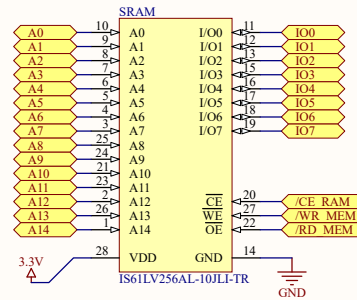 SRAM
A0 10 A0 I/O0 11 IO0
A1 9 A1 I/O1 12 IO1
A2 8 A2 I/O2 13 IO2
A3 7 A3 I/O3 15 IO3
A4 6 A4 I/O4 16 IO4
A5 5 A5 I/O5 17 IO5
A6 4 A6 I/O6 18 IO6
A7 3 A7 I/O7 19 IO7
A8 25 A8
A9 24 A9
A10 21 A10
A11 23 A11
A12 2 A12 CE 20 /CE RAM
A13 26 A13 WE 27 /WR MEM
A14 1 A14 OE 22 /RD MEM
3.3V 28 VDD GND 14
IS61LV256AL-10JLI-TR
GND